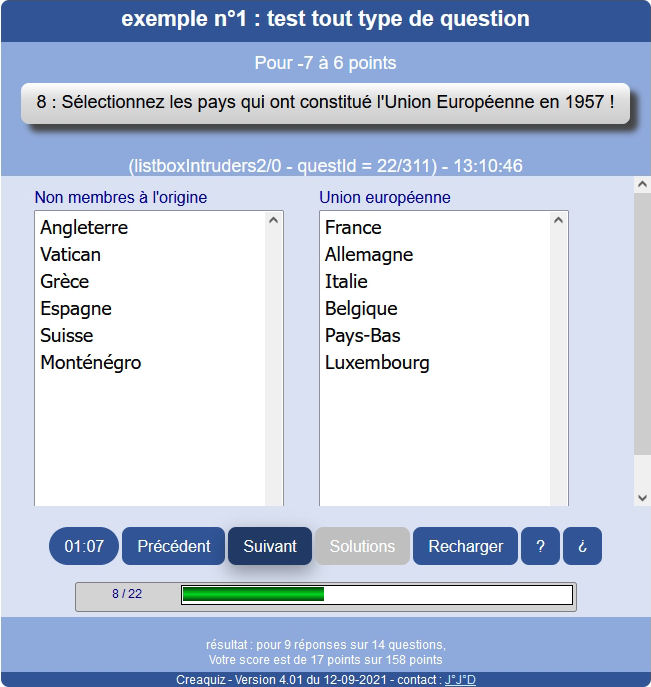 exemple n°1 : test tout type de question
Pour -7 à 6 points
8 : Sélectionnez les pays qui ont constitué l'Union Européenne en 1957 !
(listboxIntruders2/0 - questId = 22/311) - 13:10:46
Non membres à l'origine
Angleterre
Vatican
Grèce
Espagne
Suisse
Monténégro
Union européenne
France
Allemagne
Italie
Belgique
Pays-Bas
Luxembourg
01:07 Précédent Suivant Solutions Recharger ? ¿
8 / 22
résultat : pour 9 réponses sur 14 questions,
Votre score est de 17 points sur 158 points
Creaquiz - Version 4.01 du 12-09-2021 - contact : J°J°D